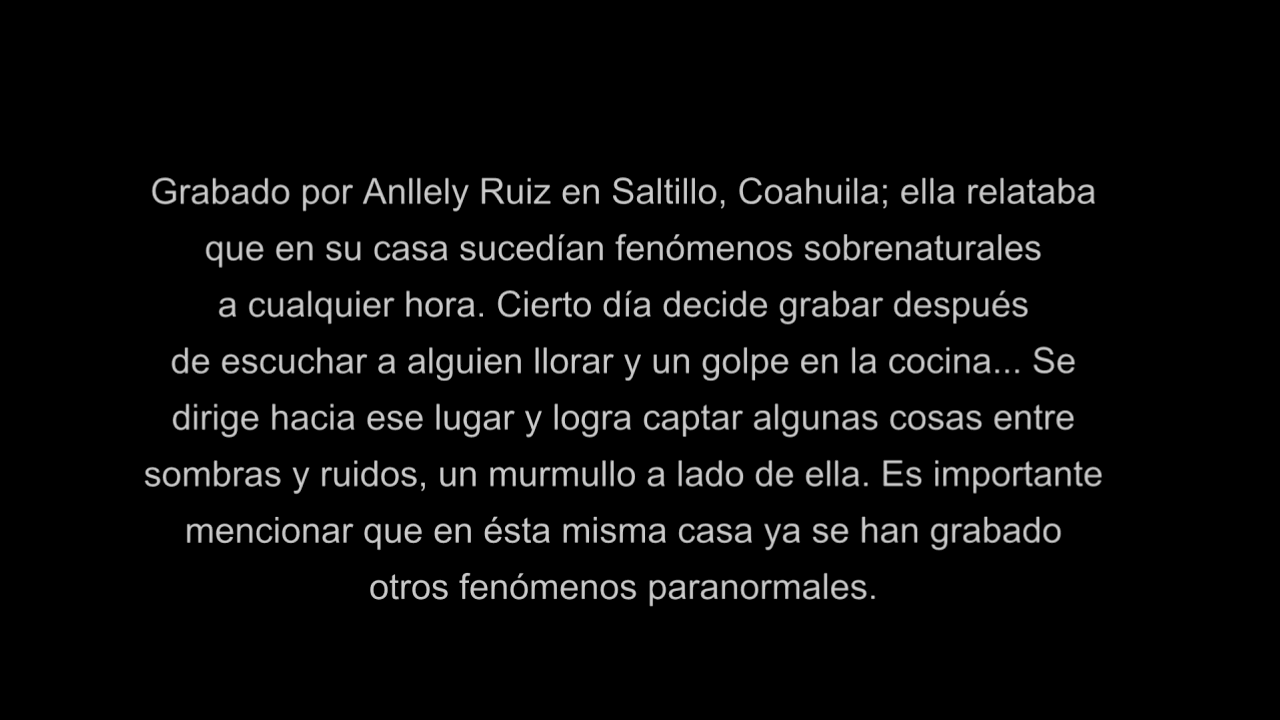 Grabado por Anllely Ruiz en Saltillo, Coahuila; ella relataba
que en su casa sucedían fenómenos sobrenaturales
a cualquier hora. Cierto día decide grabar después
de escuchar a alguien llorar y un golpe en la cocina... Se
dirige hacia ese lugar y logra captar algunas cosas entre
sombras y ruidos, un murmullo a lado de ella. Es importante
mencionar que en ésta misma casa ya se han grabado
otros fenómenos paranormales.